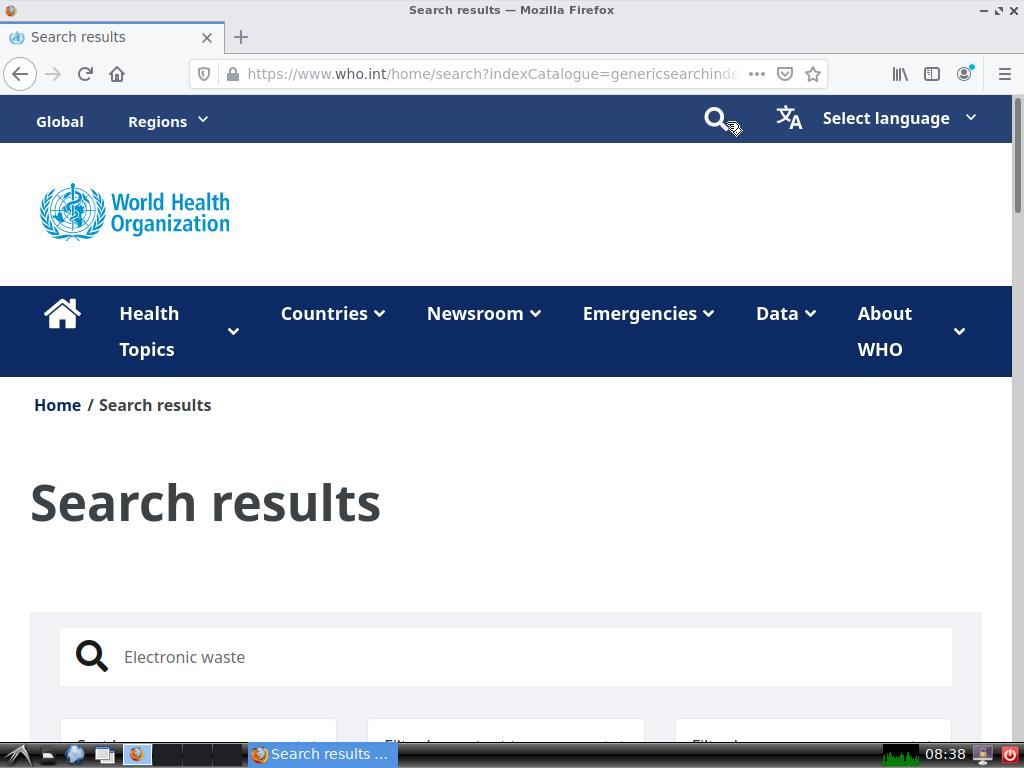 Search results — Mozilla Firefox
Search results
https://www.who.int/home/search?indexCatalogue=genericsearchinde
Global
Regions
Select language
World Health
Organization
Health
Topics
Countries
Newsroom
Emergencies
Data
About
WHO
Home / Search results
Search results
Electronic waste
Search results ...
08:38